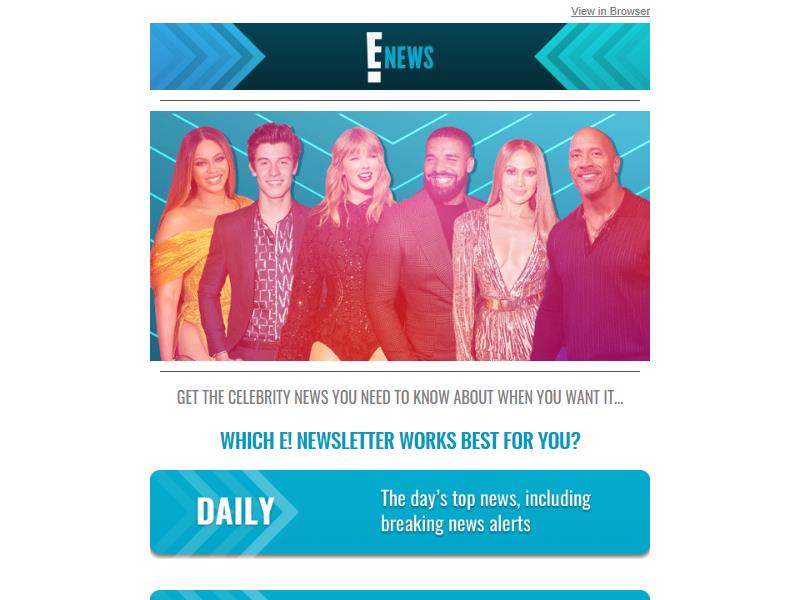 View in Browser
E! NEWS
GET THE CELEBRITY NEWS YOU NEED TO KNOW ABOUT WHEN YOU WANT IT...
WHICH E! NEWSLETTER WORKS BEST FOR YOU?
DAILY
The day's top news, including
breaking news alerts